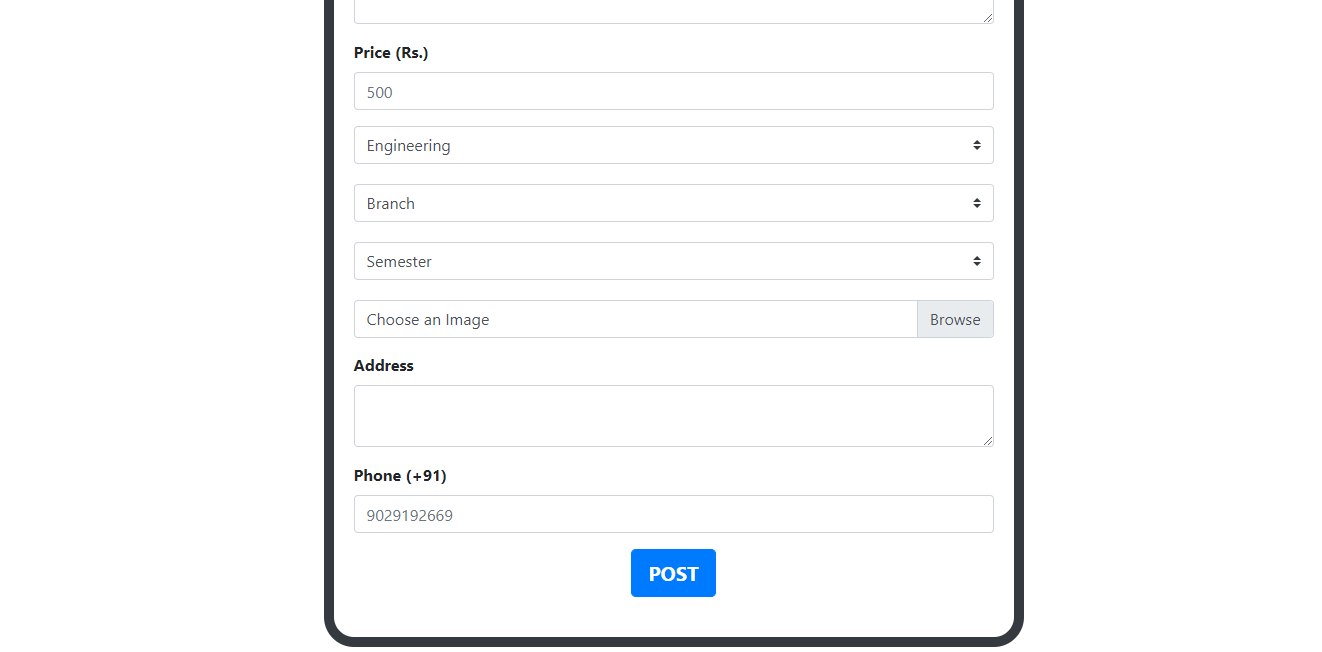 Price (Rs.)
500
Engineering
Branch
Semester
Choose an Image Browse
Address
Phone (+91)
9029192669
POST